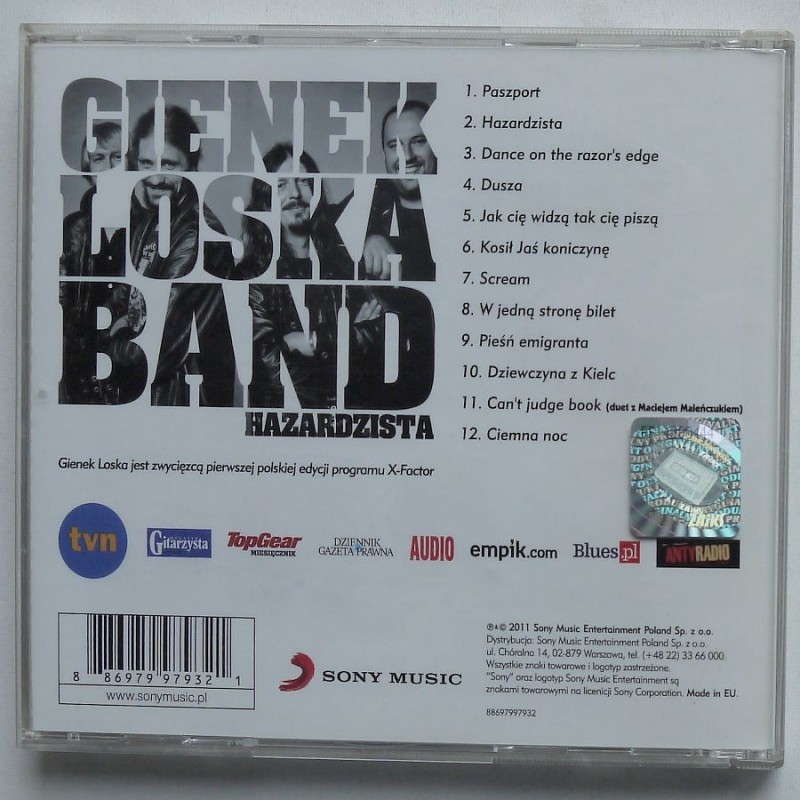 GIENEK
LOSKA
BAND
HAZARDZISTA
Gienek Loska jest zwycięzcą pierwszej polskiej edycji programu X-Factor
1. Paszport
2. Hazardzista
3. Dance on the razor's edge
4. Dusza
5. Jak cię widzą tak cię piszą
6. Kosił Jaś koniczynę
7. Scream
8. W jedną stronę bilet
9. Pieśń emigranta
10. Dziewczyna z Kielc
11. Can't judge book (duet z Maciejem Maleńczukiem)
12. Ciemna noc
tvn
Gitarzysta
TopGear
MIESIĘCZNIK
DZIENNIK
GAZETA PRAWNA
AUDIO
empik.com
Blues.pl
ANTYRADIO
8 86979 97932 1
www.sonymusic.pl
SONY MUSIC
℗&© 2011 Sony Music Entertainment Poland Sp. z o.o.
Dystrybucja: Sony Music Entertainment Poland Sp. z o.o.
ul. Chóralna 14, 02-879 Warszawa, tel. (+48 22) 33 66 000.
Wszystkie znaki towarowe i logotyp zastrzeżone.
"Sony" oraz logotyp Sony Music Entertainment są
znakami towarowymi na licencji Sony Corporation. Made in EU.
88697997932